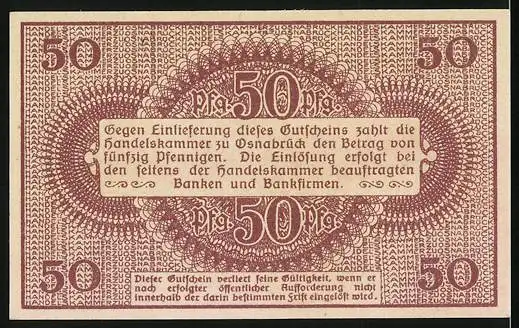 50 50
Pfg. 50 Pfg.
Gegen Einlieferung dieses Gutscheins zahlt die
Handelskammer zu Osnabrück den Betrag von
fünfzig Pfennigen. Die Einlösung erfolgt bei
den seitens der Handelskammer beauftragten
Banken und Bankfirmen.
Pfg. 50 Pfg.
50 50
Dieser Gutschein verliert seine Gültigkeit, wenn er
nach erfolgter öffentlicher Aufforderung nicht
innerhalb der darin bestimmten Frist eingelöst wird.